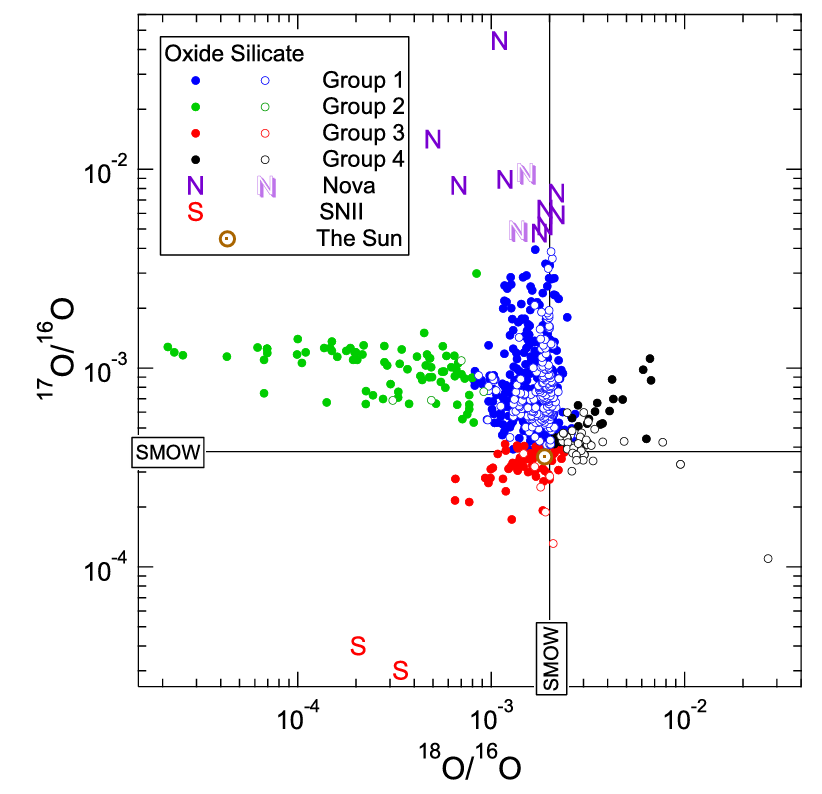 Oxide Silicate
Group 1
Group 2
Group 3
Group 4
N N Nova
S SNII
The Sun
N
N
N
N
N
N
N
N
N
N
N
10⁻²
10⁻³
10⁻⁴
¹⁷O/¹⁶O
SMOW
SMOW
S
S
10⁻⁴ 10⁻³ 10⁻²
¹⁸O/¹⁶O